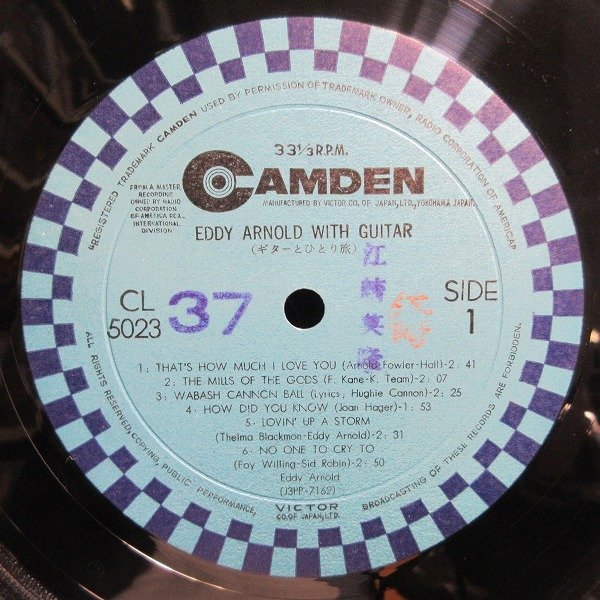 "REGISTERED TRADEMARK CAMDEN USED BY PERMISSION OF TRADEMARK OWNER, RADIO CORPORATION OF AMERICA"
33⅓ R.P.M.
CAMDEN
FROM A MASTER
RECORDING
OWNED BY RADIO
CORPORATION
OF AMERICA RCA
INTERNATIONAL
DIVISION
MANUFACTURED BY VICTOR CO. OF JAPAN, LTD., YOKOHAMA JAPAN.
EDDY ARNOLD WITH GUITAR
(ギターとひとり旅)
CL
5023
37
江
SIDE
1
1: THAT'S HOW MUCH I LOVE YOU (Arnold-Fowler-Hall)-2: 41
2: THE MILLS OF THE GODS (F. Kane-K. Team)-2: 07
3: WABASH CANNCN BALL (Lyrics; Hughie Cannon)-2: 25
4: HOW DID YOU KNOW (Joan Hager)-1: 53
5: LOVIN' UP A STORM
(Thelma Blackmon-Eddy Arnold)-2: 31
6: NO ONE TO CRY TO
(Foy Willing-Sid Robin)-2: 50
Eddy Arnold
(J3PP-7162)
VICTOR
CO. OF JAPAN, LTD.
ALL RIGHTS RESERVED, COPYING, PUBLIC PERFORMANCE,
BROADCASTING OF THESE RECORDS ARE FORBIDDEN.